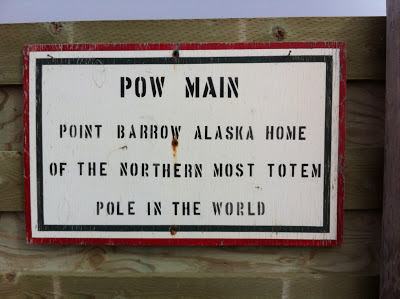 POW MAIN
POINT BARROW ALASKA HOME
OF THE NORTHERN MOST TOTEM
POLE IN THE WORLD